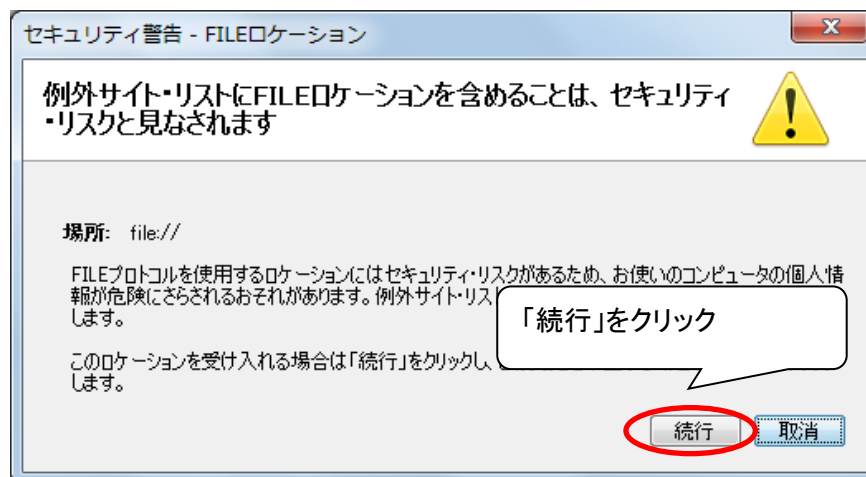 セキュリティ警告 - FILEロケーション
例外サイト・リストにFILEロケーションを含めることは、セキュリティ
・リスクと見なされます
場所: file://
FILEプロトコルを使用するロケーションにはセキュリティ・リスクがあるため、お使いのコンピュータの個人情
報が危険にさらされるおそれがあります。例外サイト・リスト
します。
「続行」をクリック
このロケーションを受け入れる場合は「続行」をクリックし、
します。
続行
取消